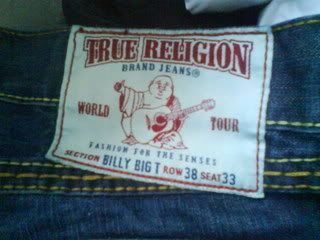 TRUE RELIGION
BRAND JEANS®
WORLD TOUR
FASHION FOR THE SENSES
SECTION BILLY BIG T ROW 38 SEAT 33